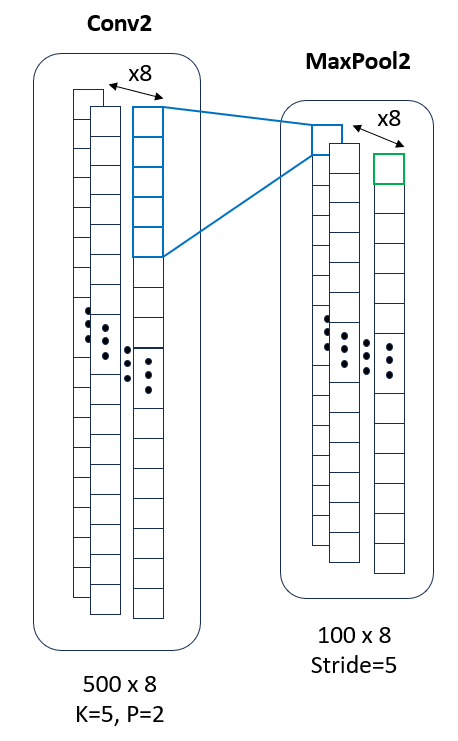 Conv2
x8
500 x 8
K=5, P=2
MaxPool2
x8
100 x 8
Stride=5